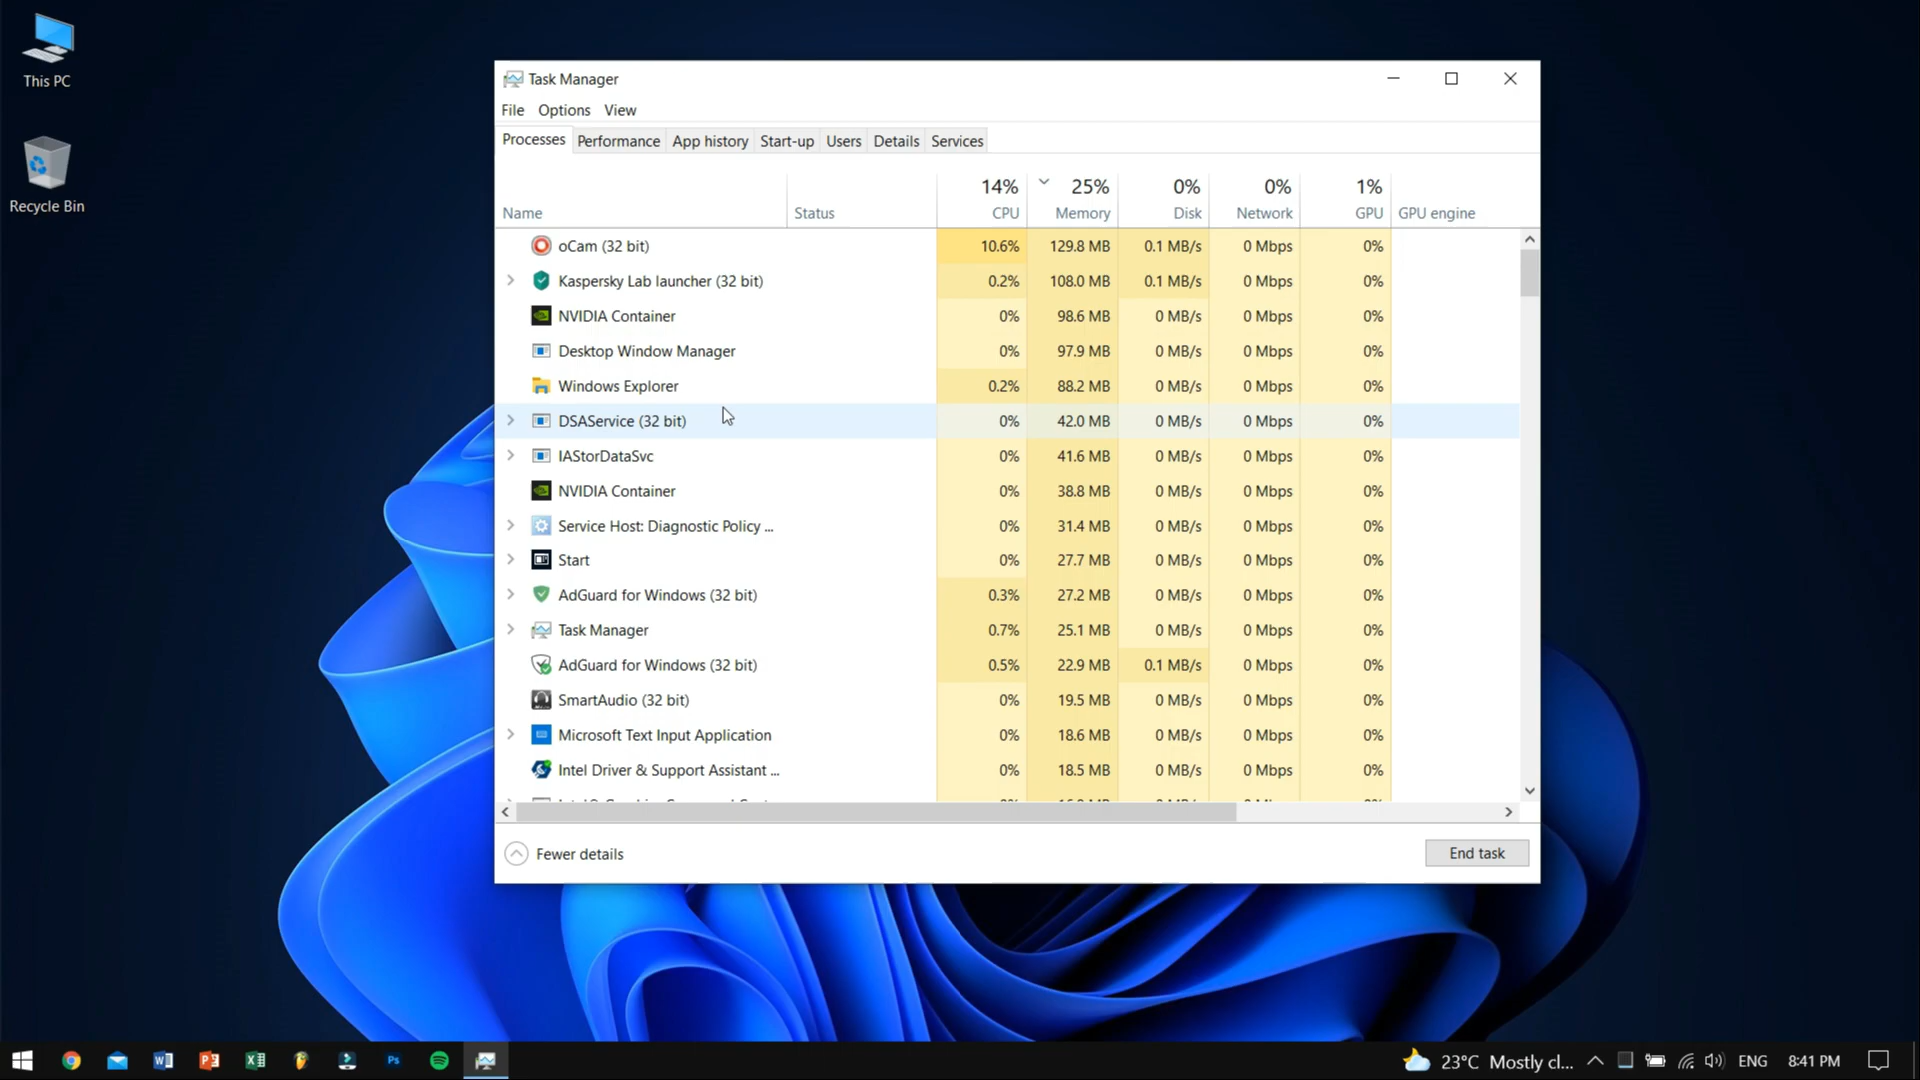 This PC
Recycle Bin
Task Manager
File Options View
Processes Performance App history Start-up Users Details Services
14% 25% 0% 0% 1%
Name Status CPU Memory Disk Network GPU GPU engine
oCam (32 bit) 10.6% 129.8 MB 0.1 MB/s 0 Mbps 0%
Kaspersky Lab launcher (32 bit) 0.2% 108.0 MB 0.1 MB/s 0 Mbps 0%
NVIDIA Container 0% 98.6 MB 0 MB/s 0 Mbps 0%
Desktop Window Manager 0% 97.9 MB 0 MB/s 0 Mbps 0%
Windows Explorer 0.2% 88.2 MB 0 MB/s 0 Mbps 0%
DSAService (32 bit) 0% 42.0 MB 0 MB/s 0 Mbps 0%
IAStorDataSvc 0% 41.6 MB 0 MB/s 0 Mbps 0%
NVIDIA Container 0% 38.8 MB 0 MB/s 0 Mbps 0%
Service Host: Diagnostic Policy ... 0% 31.4 MB 0 MB/s 0 Mbps 0%
Start 0% 27.7 MB 0 MB/s 0 Mbps 0%
AdGuard for Windows (32 bit) 0.3% 27.2 MB 0 MB/s 0 Mbps 0%
Task Manager 0.7% 25.1 MB 0 MB/s 0 Mbps 0%
AdGuard for Windows (32 bit) 0.5% 22.9 MB 0.1 MB/s 0 Mbps 0%
SmartAudio (32 bit) 0% 19.5 MB 0 MB/s 0 Mbps 0%
Microsoft Text Input Application 0% 18.6 MB 0 MB/s 0 Mbps 0%
Intel Driver & Support Assistant ... 0% 18.5 MB 0 MB/s 0 Mbps 0%
Fewer details End task
Ps 23°C Mostly cl... ENG 8:41 PM